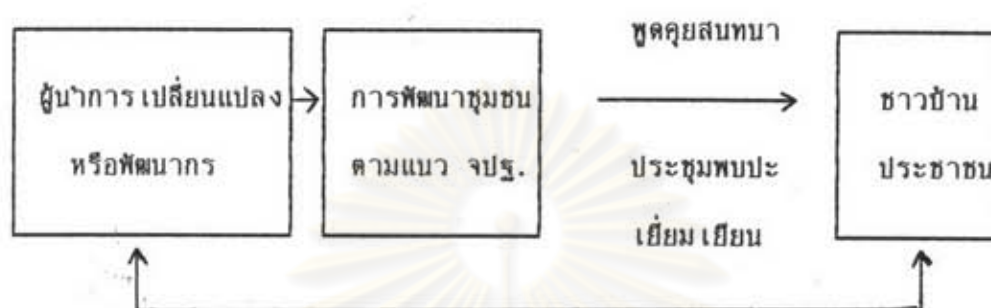 ผู้นำการเปลี่ยนแปลง
หรือพัฒนากร
การพัฒนาชุมชน
ตามแนว จปฐ.
พูดคุยสนทนา
ประชุมพบปะ
เยี่ยมเยียน
ชาวบ้าน
ประชาชน